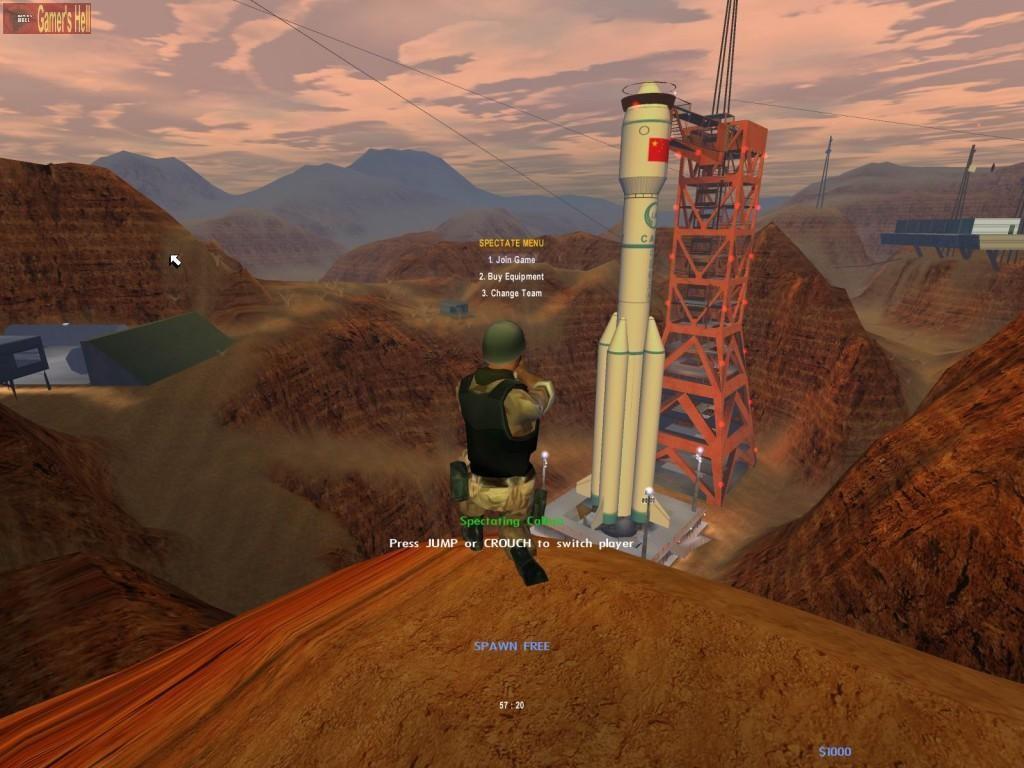 Gamer's Hell
SPECTATE MENU
1. Join Game
2. Buy Equipment
3. Change Team
CA
Spectating
Press JUMP or CROUCH to switch player
SPAWN FREE
57 : 20
$1000